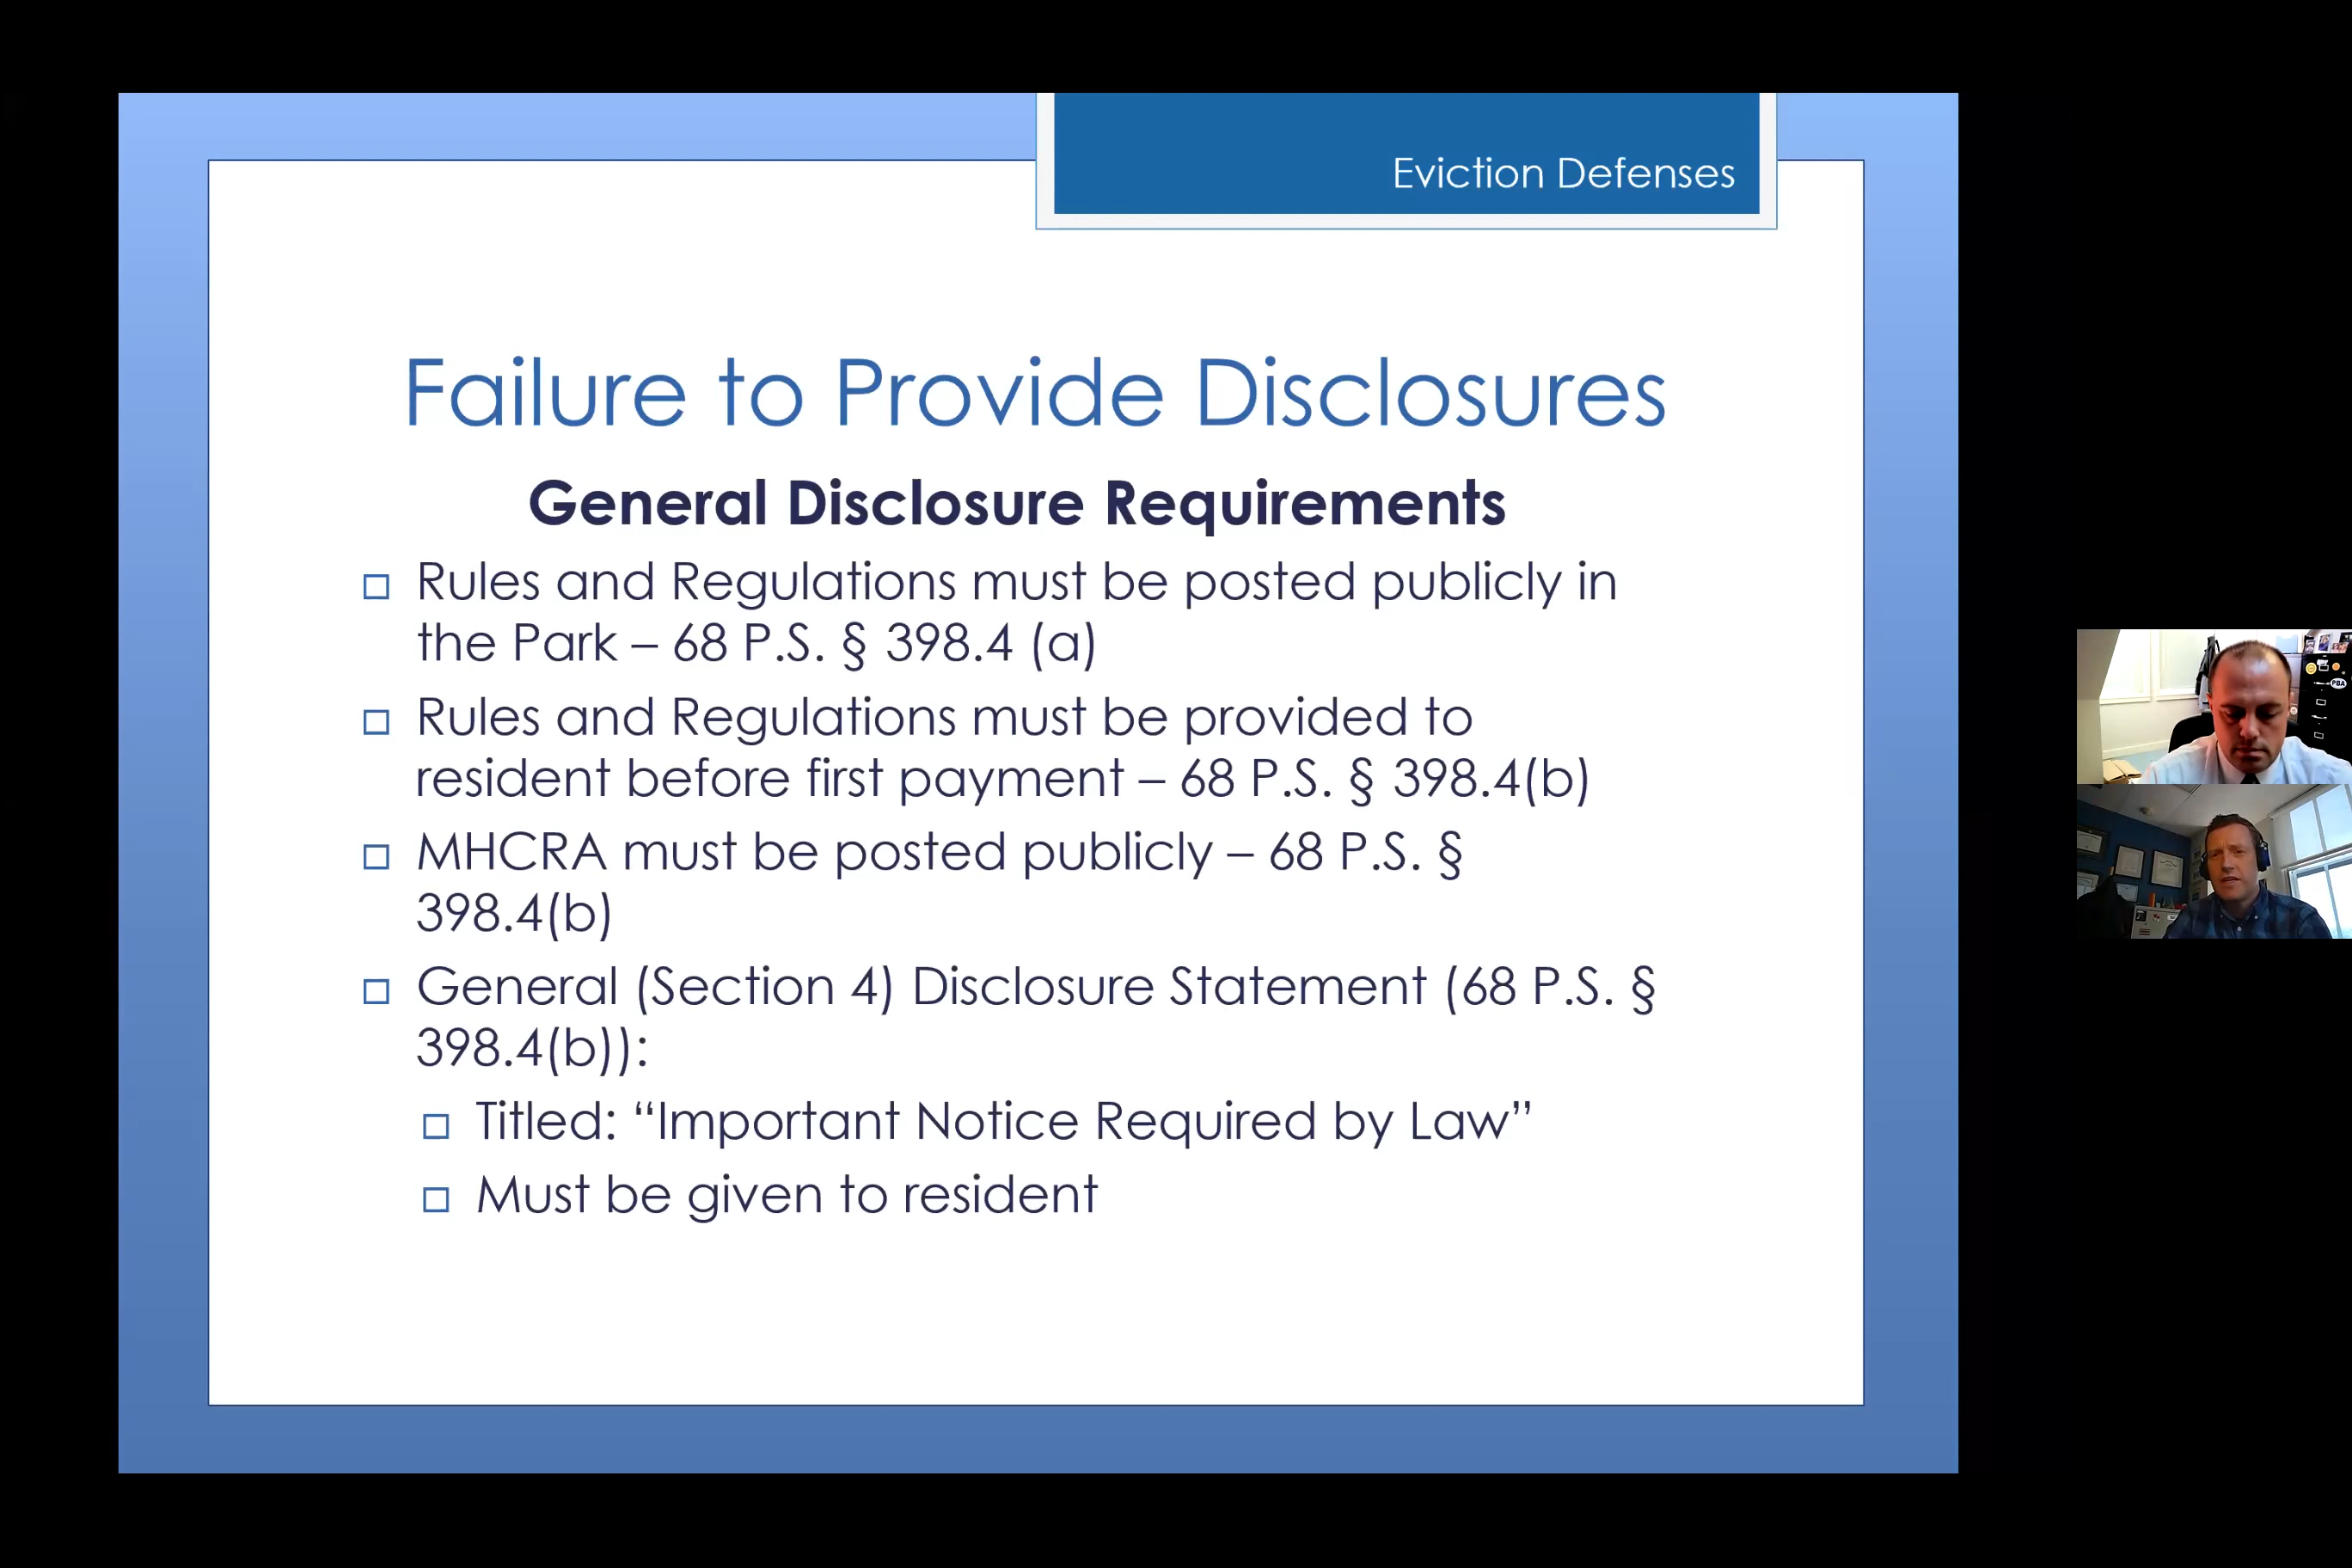 Eviction Defenses
Failure to Provide Disclosures
General Disclosure Requirements
Rules and Regulations must be posted publicly in
the Park – 68 P.S. § 398.4 (a)
Rules and Regulations must be provided to
resident before first payment – 68 P.S. § 398.4(b)
MHCRA must be posted publicly – 68 P.S. §
398.4(b)
General (Section 4) Disclosure Statement (68 P.S. §
398.4(b)):
Titled: “Important Notice Required by Law”
Must be given to resident
PBA